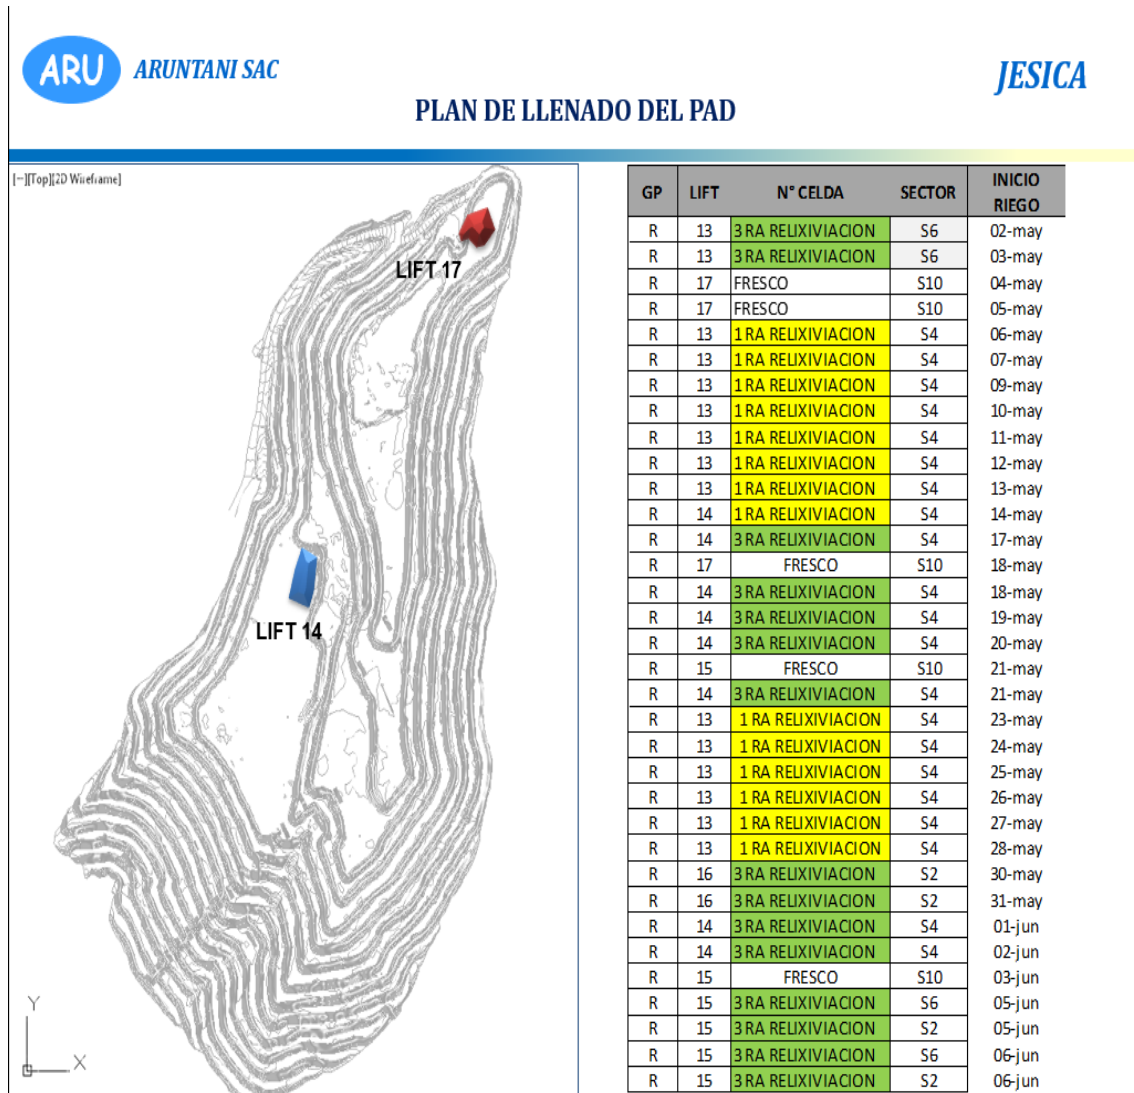 ARU ARUNTANI SAC
JESICA
PLAN DE LLENADO DEL PAD
[-][Top][2D Wireframe]
LIFT 17
LIFT 14
Y
X
GP LIFT N° CELDA SECTOR INICIO RIEGO
R 13 3 RA RELIXIVIACION S6 02-may
R 13 3 RA RELIXIVIACION S6 03-may
R 17 FRESCO S10 04-may
R 17 FRESCO S10 05-may
R 13 1 RA RELIXIVIACION S4 06-may
R 13 1 RA RELIXIVIACION S4 07-may
R 13 1 RA RELIXIVIACION S4 09-may
R 13 1 RA RELIXIVIACION S4 10-may
R 13 1 RA RELIXIVIACION S4 11-may
R 13 1 RA RELIXIVIACION S4 12-may
R 13 1 RA RELIXIVIACION S4 13-may
R 14 1 RA RELIXIVIACION S4 14-may
R 14 3 RA RELIXIVIACION S4 17-may
R 17 FRESCO S10 18-may
R 14 3 RA RELIXIVIACION S4 18-may
R 14 3 RA RELIXIVIACION S4 19-may
R 14 3 RA RELIXIVIACION S4 20-may
R 15 FRESCO S10 21-may
R 14 3 RA RELIXIVIACION S4 21-may
R 13 1 RA RELIXIVIACION S4 23-may
R 13 1 RA RELIXIVIACION S4 24-may
R 13 1 RA RELIXIVIACION S4 25-may
R 13 1 RA RELIXIVIACION S4 26-may
R 13 1 RA RELIXIVIACION S4 27-may
R 13 1 RA RELIXIVIACION S4 28-may
R 16 3 RA RELIXIVIACION S2 30-may
R 16 3 RA RELIXIVIACION S2 31-may
R 14 3 RA RELIXIVIACION S4 01-jun
R 14 3 RA RELIXIVIACION S4 02-jun
R 15 FRESCO S10 03-jun
R 15 3 RA RELIXIVIACION S6 05-jun
R 15 3 RA RELIXIVIACION S2 05-jun
R 15 3 RA RELIXIVIACION S6 06-jun
R 15 3 RA RELIXIVIACION S2 06-jun